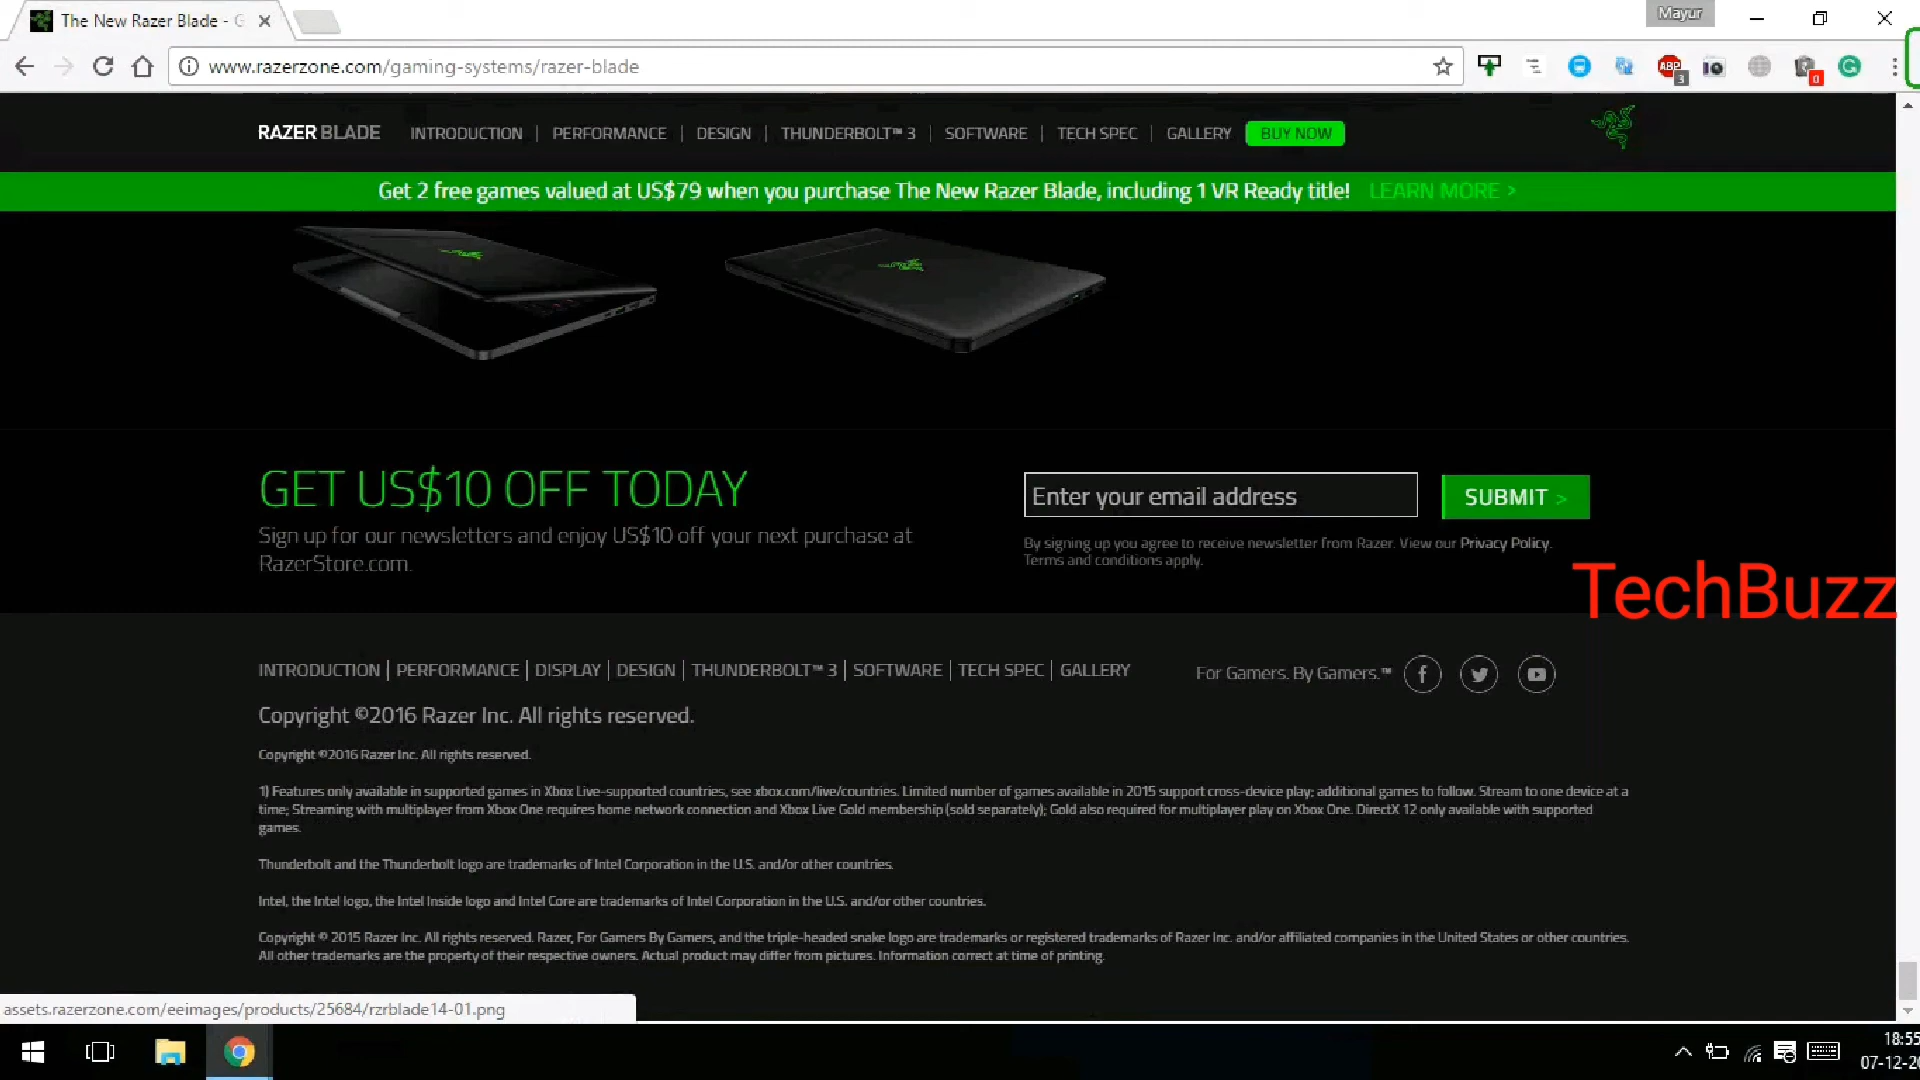 The New Razer Blade - G
Mayur
www.razerzone.com/gaming-systems/razer-blade
ABP
3
0
RAZER BLADE INTRODUCTION | PERFORMANCE | DESIGN | THUNDERBOLT™ 3 | SOFTWARE | TECH SPEC | GALLERY BUY NOW
Get 2 free games valued at US$79 when you purchase The New Razer Blade, including 1 VR Ready title! LEARN MORE >
GET US$10 OFF TODAY
Sign up for our newsletters and enjoy US$10 off your next purchase at
RazerStore.com.
Enter your email address
SUBMIT >
By signing up you agree to receive newsletter from Razer. View our Privacy Policy.
Terms and conditions apply.
TechBuzz
INTRODUCTION | PERFORMANCE | DISPLAY | DESIGN | THUNDERBOLT™ 3 | SOFTWARE | TECH SPEC | GALLERY
For Gamers. By Gamers.™
Copyright ©2016 Razer Inc. All rights reserved.
Copyright ©2016 Razer Inc. All rights reserved.
1) Features only available in supported games in Xbox Live-supported countries, see xbox.com/live/countries. Limited number of games available in 2015 support cross-device play; additional games to follow. Stream to one device at a
time; Streaming with multiplayer from Xbox One requires home network connection and Xbox Live Gold membership (sold separately); Gold also required for multiplayer play on Xbox One. DirectX 12 only available with supported
games.
Thunderbolt and the Thunderbolt logo are trademarks of Intel Corporation in the U.S. and/or other countries.
Intel, the Intel logo, the Intel Inside logo and Intel Core are trademarks of Intel Corporation in the U.S. and/or other countries.
Copyright © 2015 Razer Inc. All rights reserved. Razer, For Gamers By Gamers, and the triple-headed snake logo are trademarks or registered trademarks of Razer Inc. and/or affiliated companies in the United States or other countries.
All other trademarks are the property of their respective owners. Actual product may differ from pictures. Information correct at time of printing.
assets.razerzone.com/eeimages/products/25684/rzrblade14-01.png
18:55
07-12-20